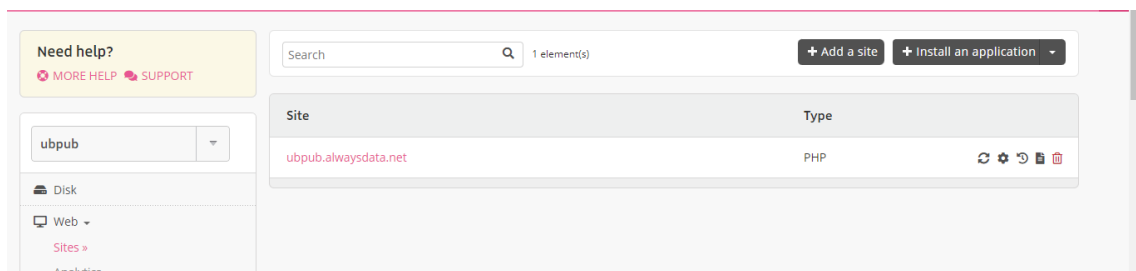 Need help?
MORE HELP SUPPORT
Search
1 element(s)
Add a site
Install an application
ubpub
Site Type
ubpub.alwaysdata.net PHP
Disk
Web
Sites »
Analytics